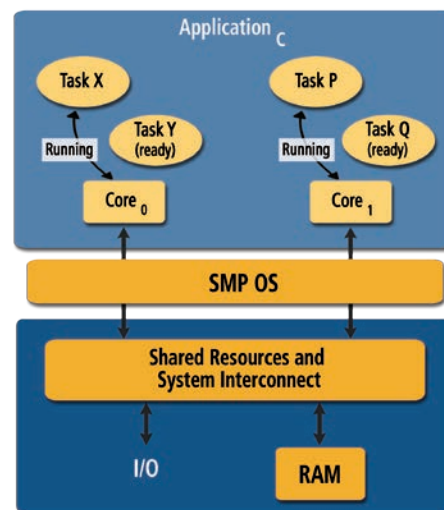 Application C
Task X
Task P
Task Y
(ready)
Task Q
(ready)
Running
Running
Core 0
Core 1
SMP OS
Shared Resources and
System Interconnect
I/O
RAM